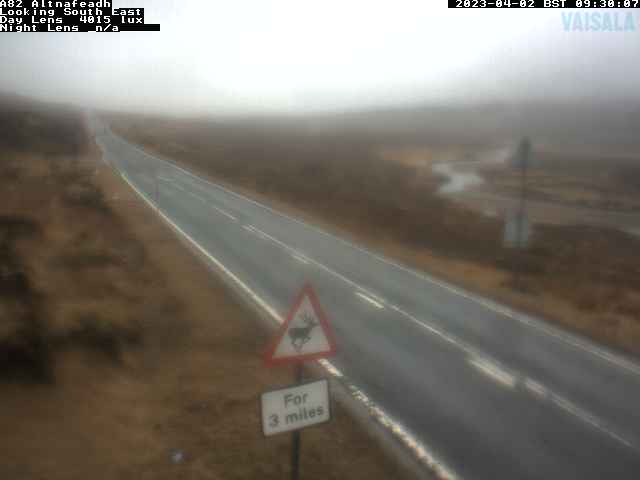 A82 Altnafeadh
Looking South East
Day Lens 4015 lux
Night Lens n/a
2023-04-02 BST 09:30:07
VAISALA
For
3 miles